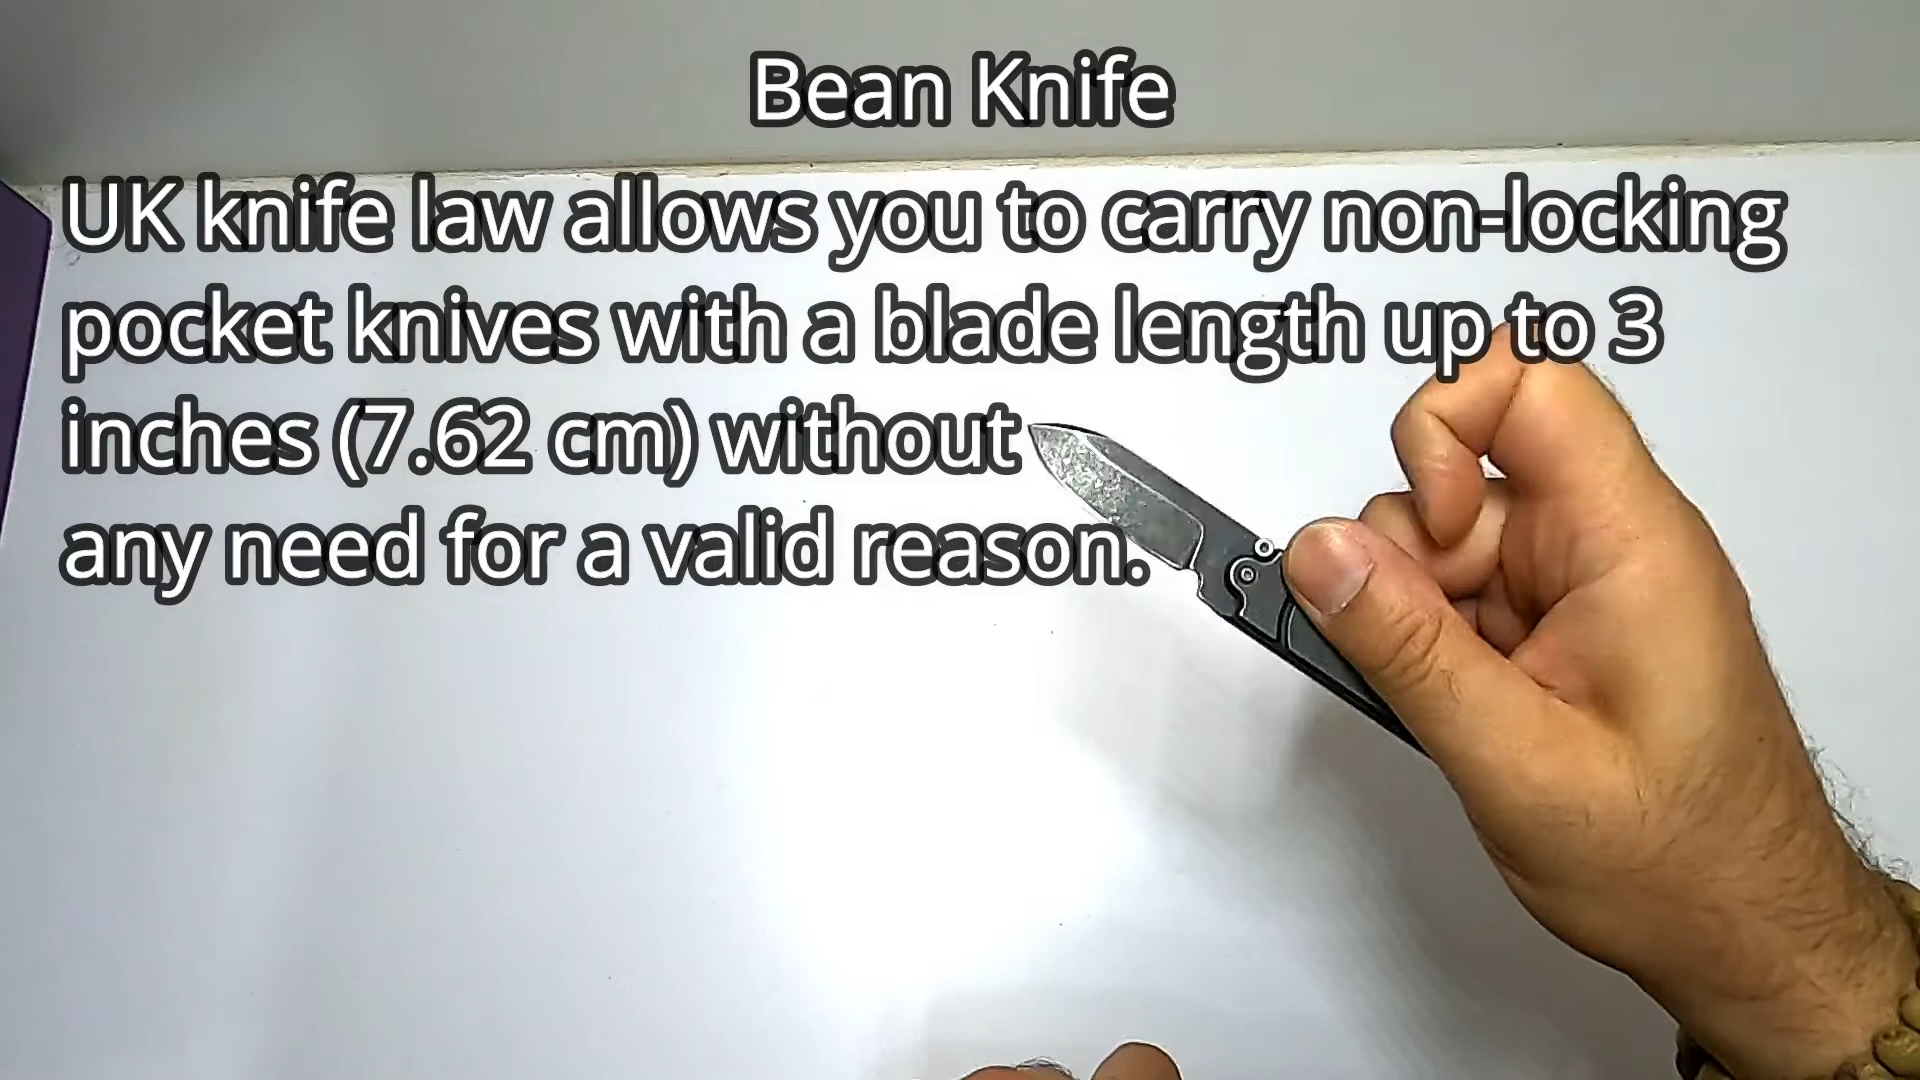 Bean Knife
UK knife law allows you to carry non-locking
pocket knives with a blade length up to 3
inches (7.62 cm) without
any need for a valid reason.